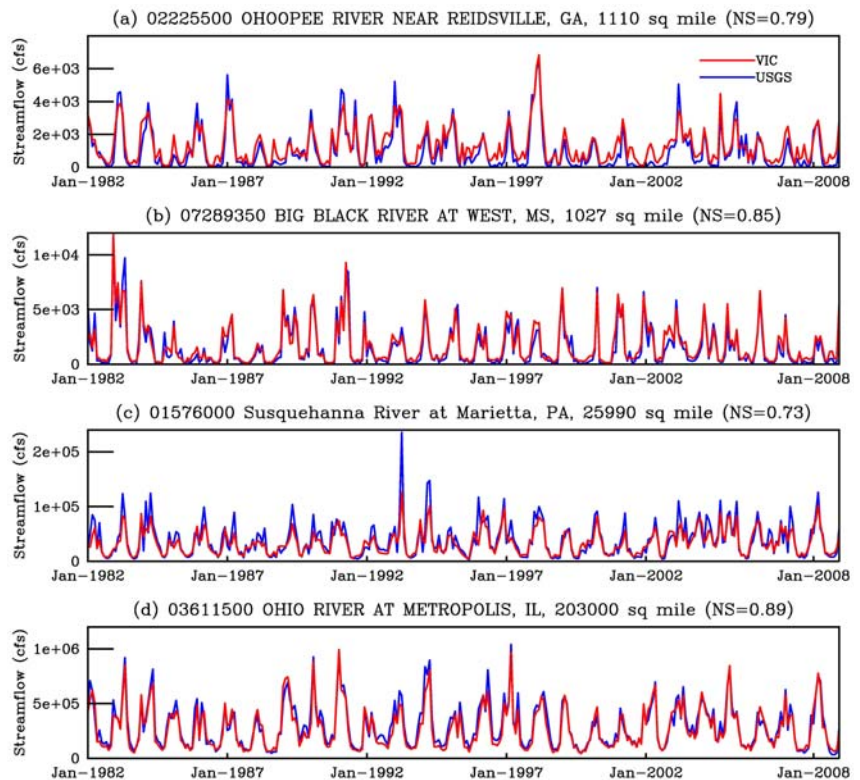 (a) 02225500 OHOOPEE RIVER NEAR REIDSVILLE, GA, 1110 sq mile (NS=0.79)
Streamflow (cfs)
6e+03
4e+03
2e+03
0
VIC
USGS
Jan-1982 Jan-1987 Jan-1992 Jan-1997 Jan-2002 Jan-2008
(b) 07289350 BIG BLACK RIVER AT WEST, MS, 1027 sq mile (NS=0.85)
Streamflow (cfs)
1e+04
5e+03
0
Jan-1982 Jan-1987 Jan-1992 Jan-1997 Jan-2002 Jan-2008
(c) 01576000 Susquehanna River at Marietta, PA, 25990 sq mile (NS=0.73)
Streamflow (cfs)
2e+05
1e+05
0
Jan-1982 Jan-1987 Jan-1992 Jan-1997 Jan-2002 Jan-2008
(d) 03611500 OHIO RIVER AT METROPOLIS, IL, 203000 sq mile (NS=0.89)
Streamflow (cfs)
1e+06
5e+05
0
Jan-1982 Jan-1987 Jan-1992 Jan-1997 Jan-2002 Jan-2008